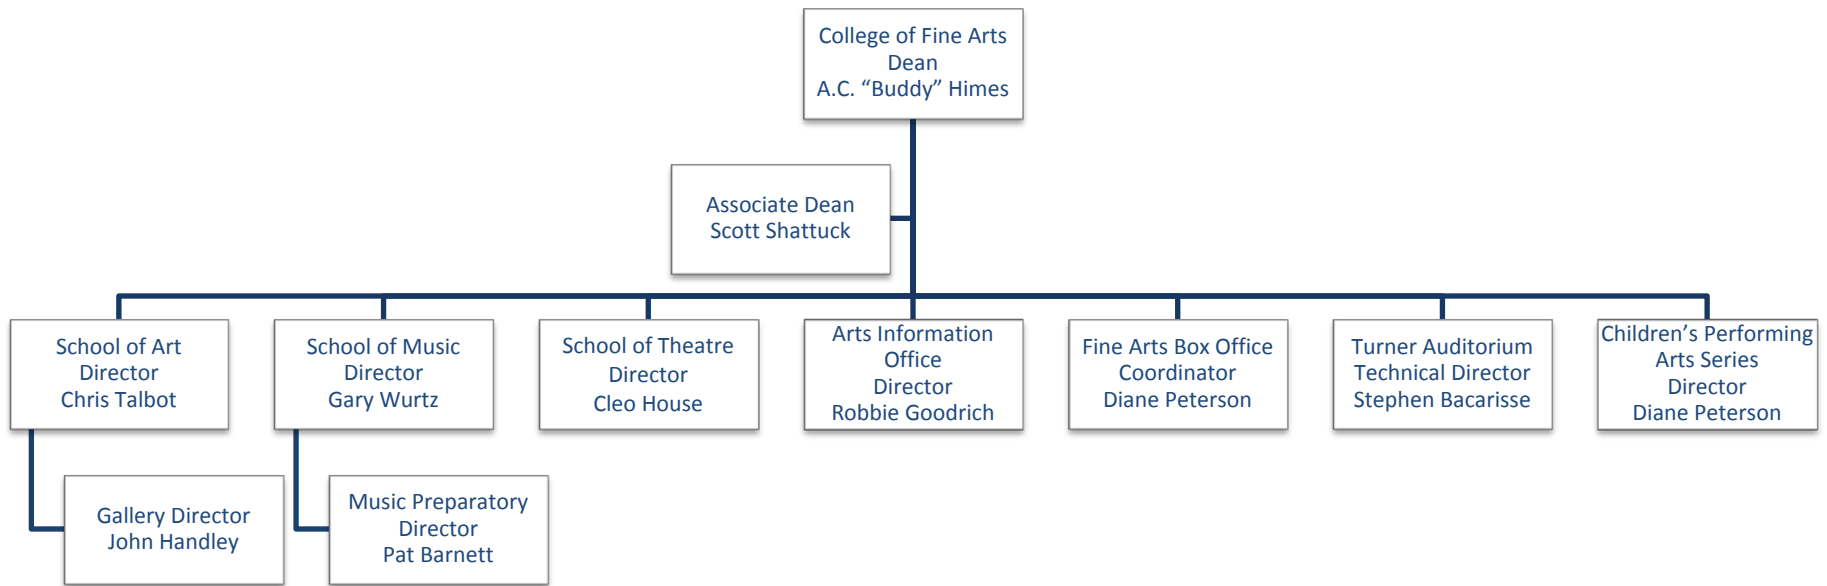 College of Fine Arts
Dean
A.C. “Buddy” Himes
Associate Dean
Scott Shattuck
School of Art
Director
Chris Talbot
School of Music
Director
Gary Wurtz
School of Theatre
Director
Cleo House
Arts Information
Office
Director
Robbie Goodrich
Fine Arts Box Office
Coordinator
Diane Peterson
Turner Auditorium
Technical Director
Stephen Bacarisse
Children’s Performing
Arts Series
Director
Diane Peterson
Gallery Director
John Handley
Music Preparatory
Director
Pat Barnett